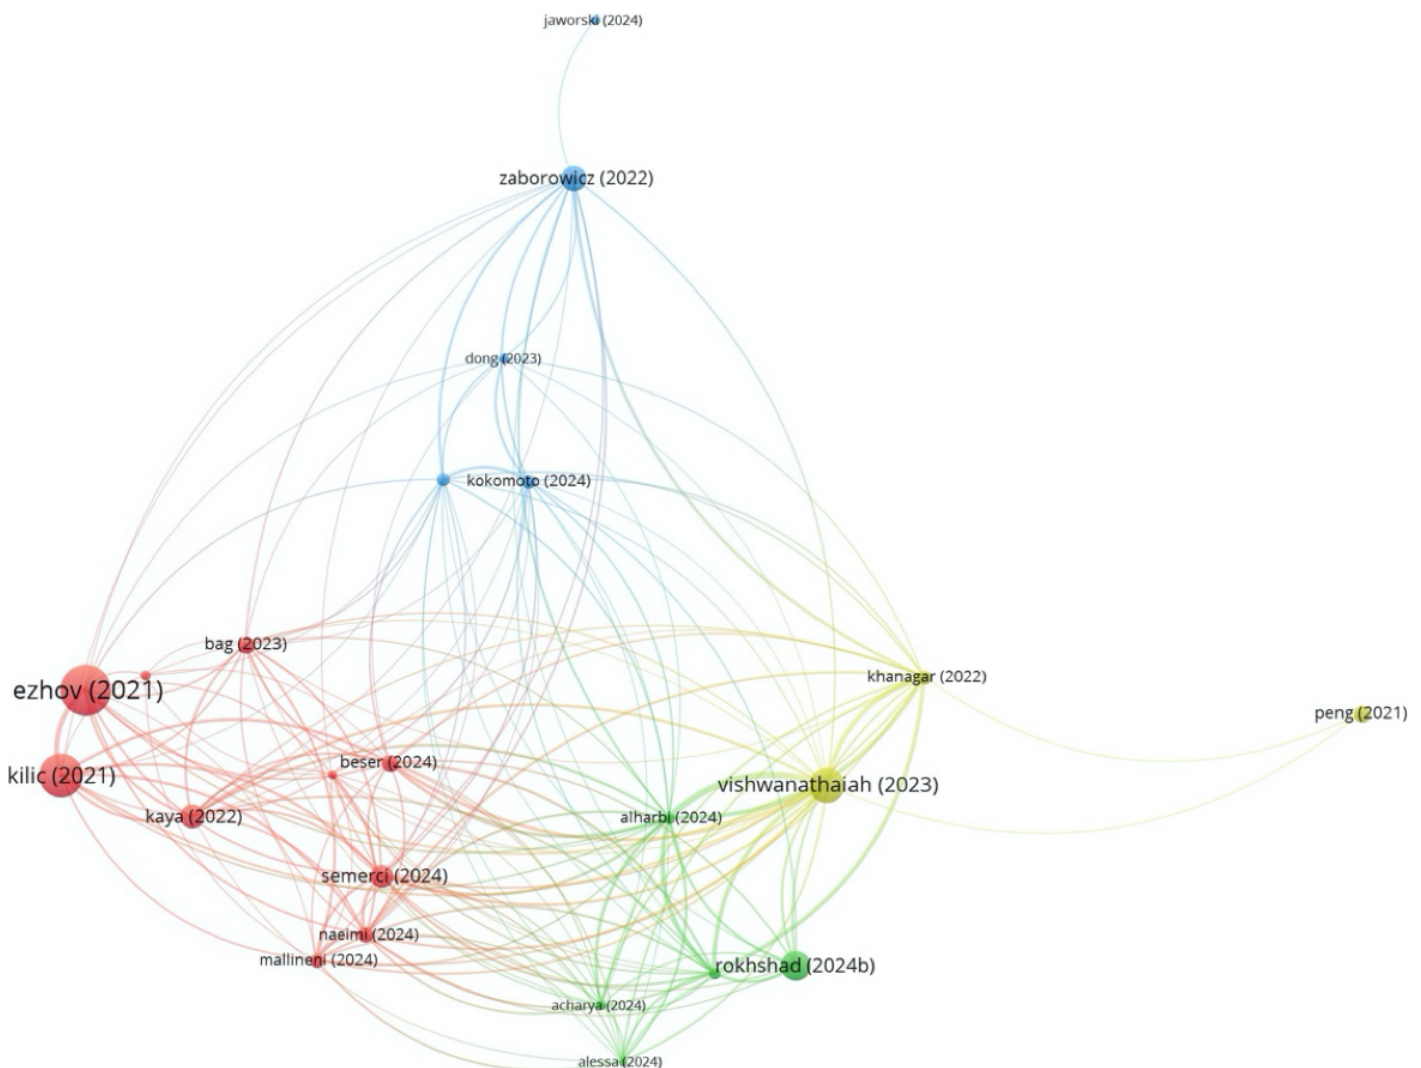 jaworski (2024)
zaborowicz (2022)
dong (2023)
kokomoto (2024)
bag (2023)
khanagar (2022)
ezhov (2021)
peng (2021)
beser (2024)
kilic (2021)
vishwanathaiah (2023)
kaya (2022)
alharbi (2024)
semerci (2024)
naeimi (2024)
mallineni (2024)
rokhshad (2024b)
acharya (2024)
alessa (2024)